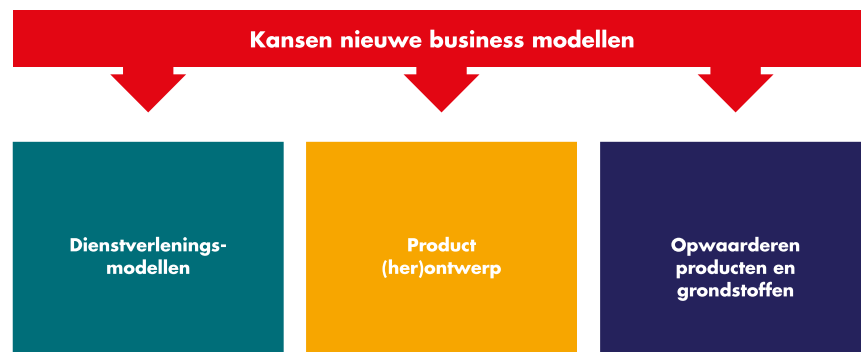 Kansen nieuwe business modellen
Dienstverlenings-
modellen
Product
(her)ontwerp
Opwaarderen
producten en
grondstoffen